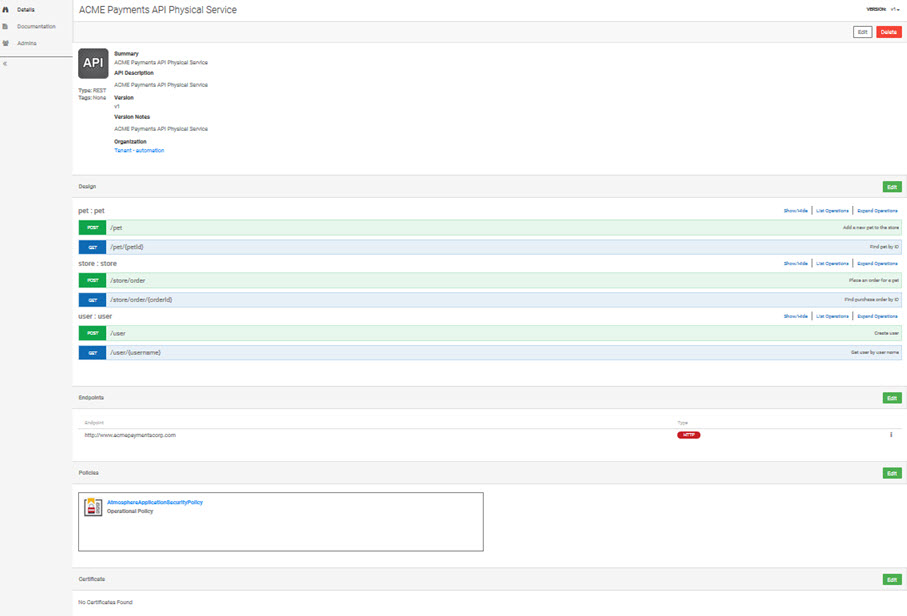 Details
Documentation
Admins
ACME Payments API Physical Service
VERSION: v1
Edit
Delete
API
Type: REST
Tags: None
Summary
ACME Payments API Physical Service
API Description
ACME Payments API Physical Service
Version
v1
Version Notes
ACME Payments API Physical Service
Organization
Tenant - automation
Design
Edit
pet : pet
Show/Hide | List Operations | Expand Operations
POST /pet Add a new pet to the store
GET /pet/{petId} Find pet by ID
store : store
Show/Hide | List Operations | Expand Operations
POST /store/order Place an order for a pet
GET /store/order/{orderId} Find purchase order by ID
user : user
Show/Hide | List Operations | Expand Operations
POST /user Create user
GET /user/{username} Get user by user name
Endpoints
Edit
Endpoint Type
http://www.acmepaymentscorp.com HTTP
Policies
Edit
AtmosphereApplicationSecurityPolicy
Operational Policy
Certificate
Edit
No Certificates Found